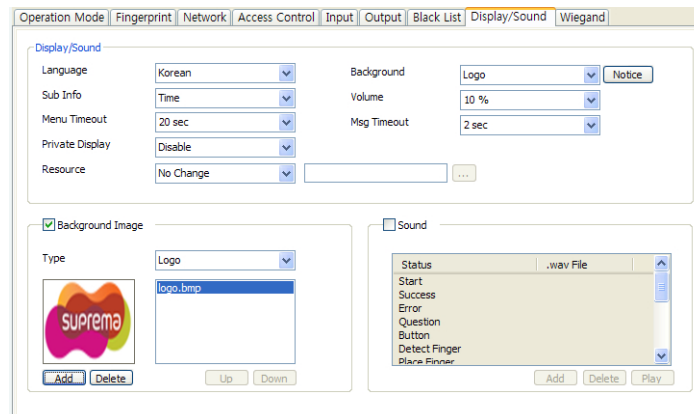 Operation Mode Fingerprint Network Access Control Input Output Black List Display/Sound Wiegand
Display/Sound
Language Korean Background Logo Notice
Sub Info Time Volume 10 %
Menu Timeout 20 sec Msg Timeout 2 sec
Private Display Disable
Resource No Change ...
Background Image
Type Logo
suprema
logo.bmp
Add Delete Up Down
Sound
Status .wav File
Start
Success
Error
Question
Button
Detect Finger
Place Finger
Add Delete Play